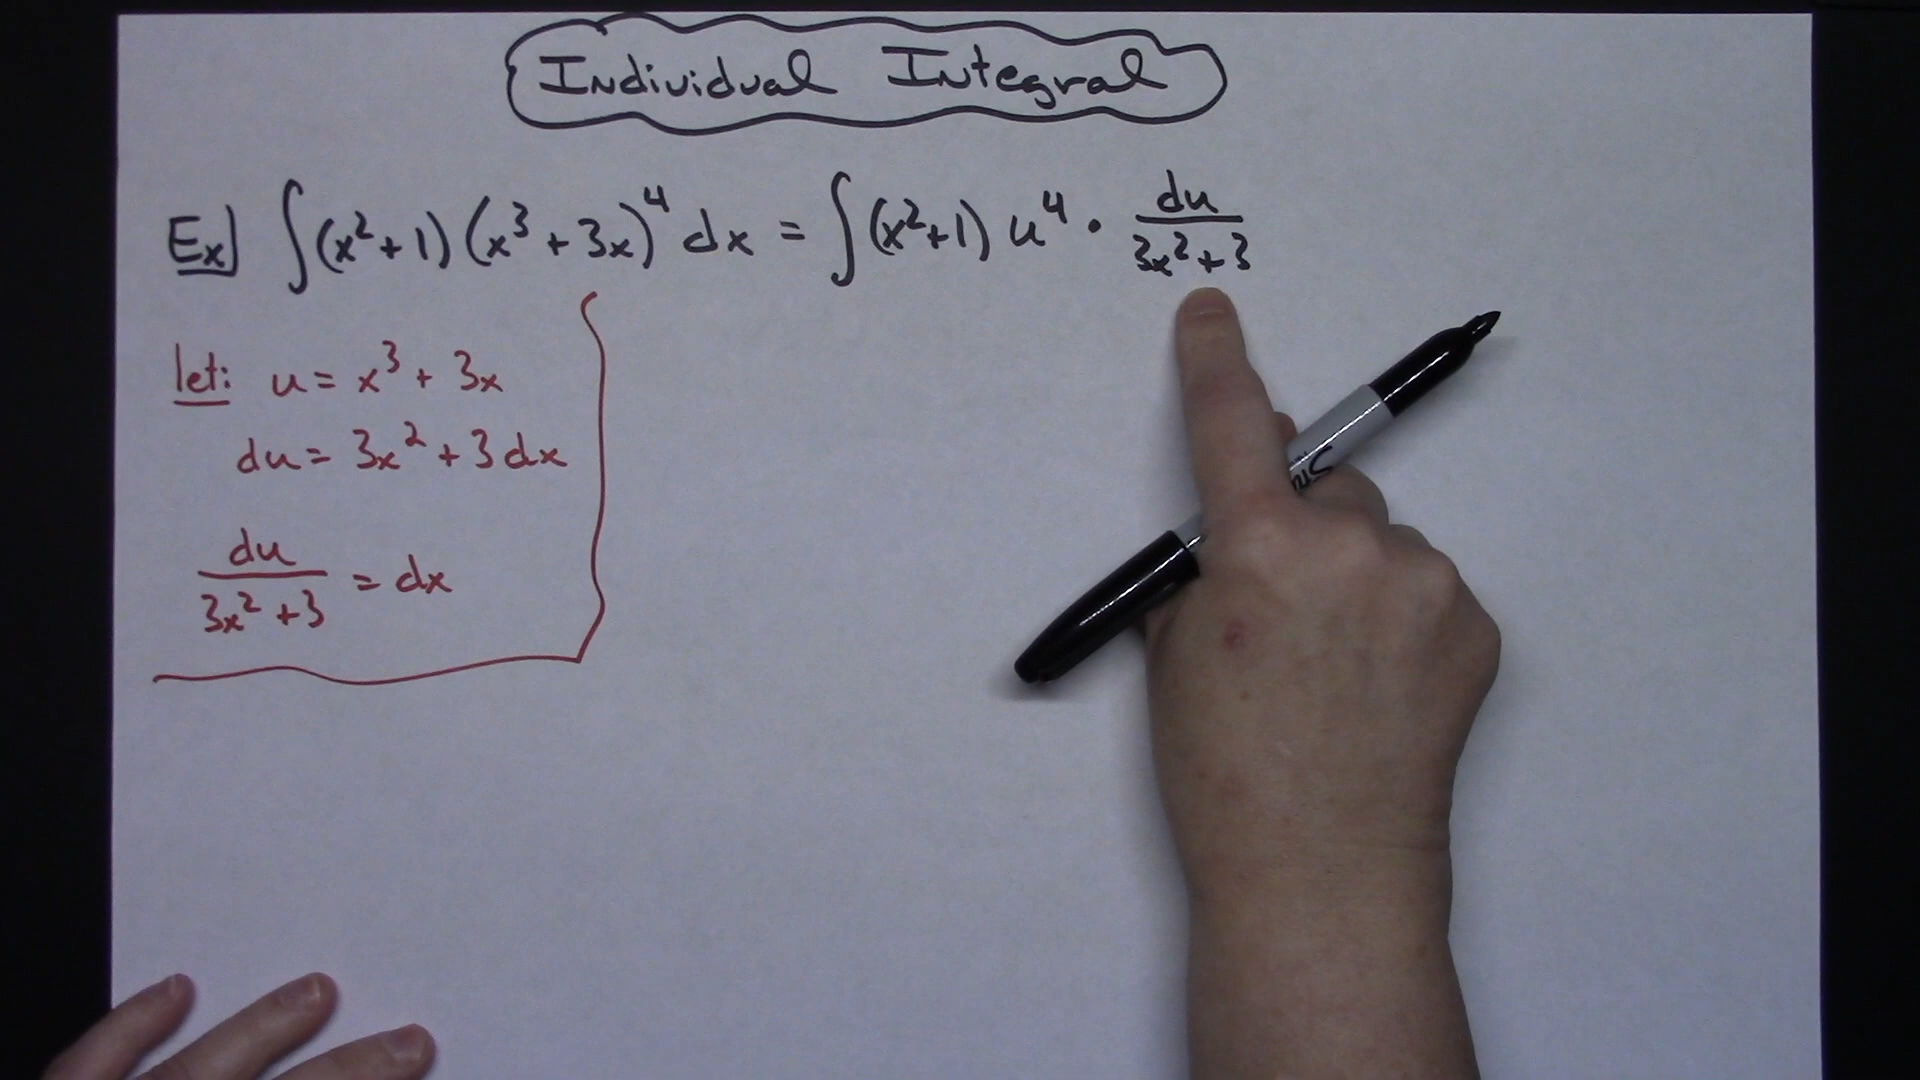 Individual Integral
Ex) ∫(x²+1)(x³+3x)⁴ dx = ∫(x²+1) u⁴ · du/(3x²+3)
let: u = x³ + 3x
du = 3x² + 3 dx
du/(3x²+3) = dx